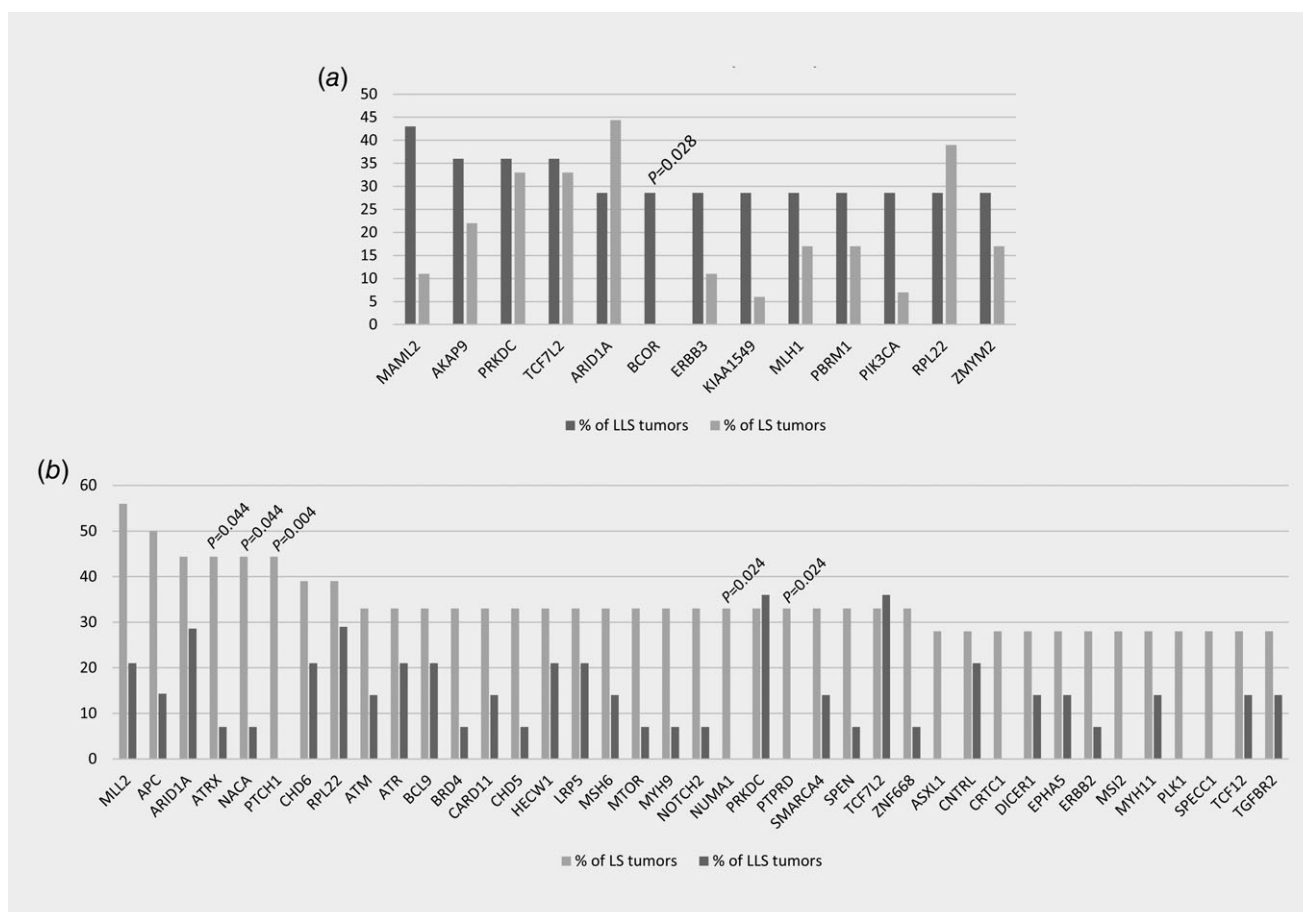 (a)
50
45
40
35
30
25
20
15
10
5
0
P=0.028
MAML2
AKAP9
PRKDC
TCF7L2
ARID1A
BCOR
ERBB3
KIAA1549
MLH1
PBRM1
PIK3CA
RPL22
ZMYM2
% of LLS tumors % of LS tumors
(b)
60
50
40
30
20
10
0
P=0.044
P=0.044
P=0.004
P=0.024
P=0.024
MLL2
APC
ARID1A
ATRX
NACA
PTCH1
CHD6
RPL22
ATM
ATR
BCL9
BRD4
CARD11
CHD5
HECW1
LRP5
MSH6
MTOR
MYH9
NOTCH2
NUMA1
PRKDC
PTPRD
SMARCA4
SPEN
TCF7L2
ZNF668
ASXL1
CNTRL
CRTC1
DICER1
EPHA5
ERBB2
MSI2
MYH11
PLK1
SPECC1
TCF12
TGFBR2
% of LS tumors % of LLS tumors